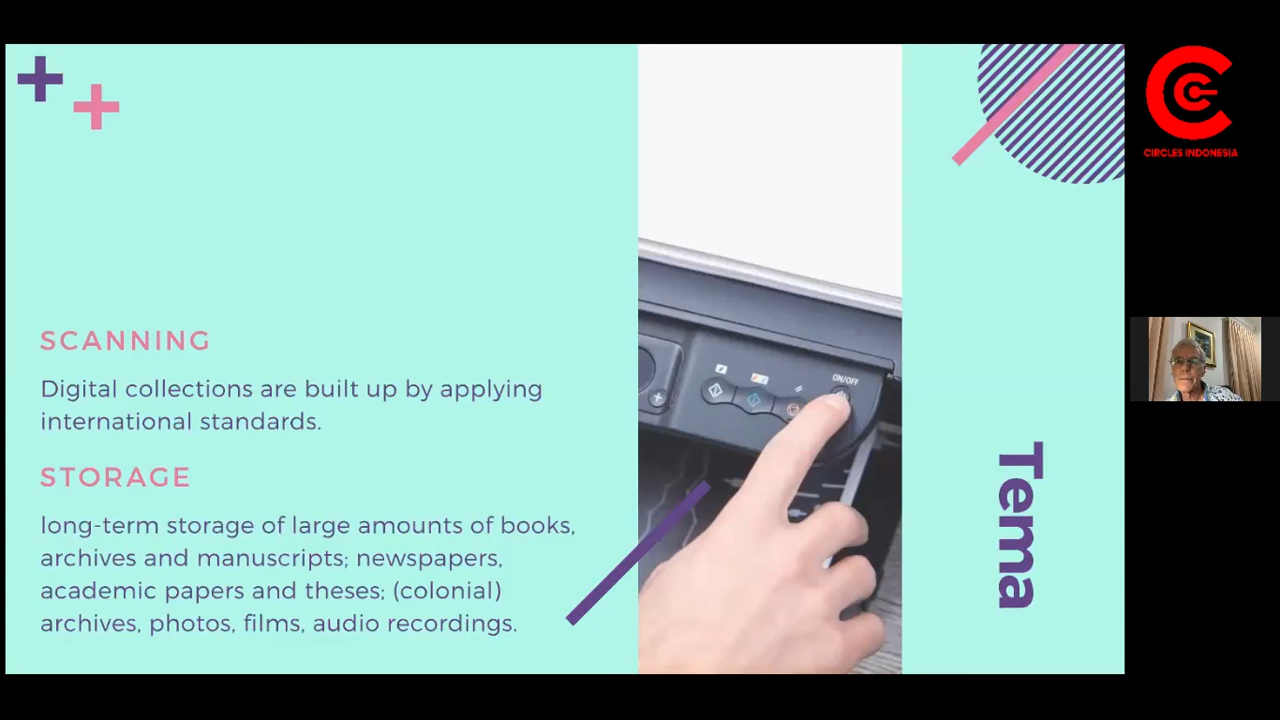 SCANNING
Digital collections are built up by applying
international standards.
STORAGE
long-term storage of large amounts of books,
archives and manuscripts; newspapers,
academic papers and theses; (colonial)
archives, photos, films, audio recordings.
ON/OFF
Tema
CIRCLES INDONESIA